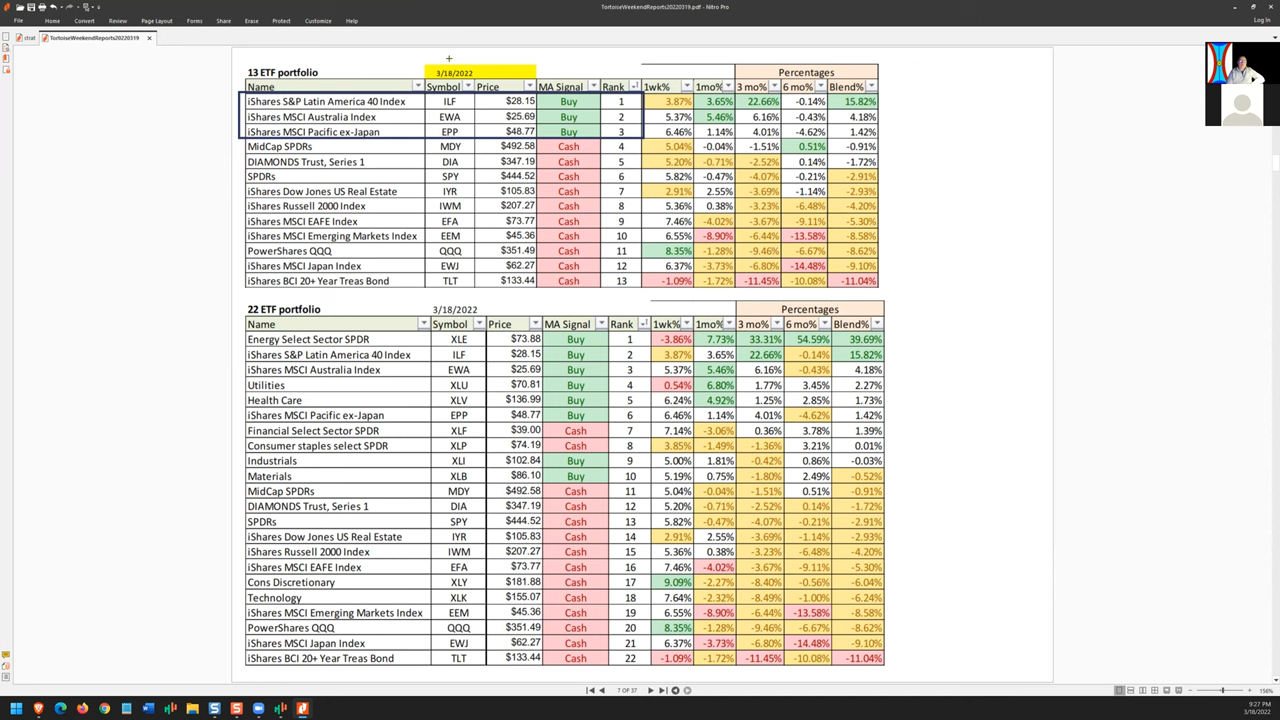 TortoiseWeekendReports20220319.pdf - Nitro Pro
File Home Convert Review Page Layout Forms Share Erase Protect Customize Help
Log In
strat TortoiseWeekendReports20220319
13 ETF portfolio 3/18/2022 Percentages
Name Symbol Price MA Signal Rank 1wk% 1mo% 3 mo% 6 mo% Blend%
iShares S&P Latin America 40 Index ILF $28.15 Buy 1 3.87% 3.65% 22.66% -0.14% 15.82%
iShares MSCI Australia Index EWA $25.69 Buy 2 5.37% 5.46% 6.16% -0.43% 4.18%
iShares MSCI Pacific ex-Japan EPP $48.77 Buy 3 6.46% 1.14% 4.01% -4.62% 1.42%
MidCap SPDRs MDY $492.58 Cash 4 5.04% -0.04% -1.51% 0.51% -0.91%
DIAMONDS Trust, Series 1 DIA $347.19 Cash 5 5.20% -0.71% -2.52% 0.14% -1.72%
SPDRs SPY $444.52 Cash 6 5.82% -0.47% -4.07% -0.21% -2.91%
iShares Dow Jones US Real Estate IYR $105.83 Cash 7 2.91% 2.55% -3.69% -1.14% -2.93%
iShares Russell 2000 Index IWM $207.27 Cash 8 5.36% 0.38% -3.23% -6.48% -4.20%
iShares MSCI EAFE Index EFA $73.77 Cash 9 7.46% -4.02% -3.67% -9.11% -5.30%
iShares MSCI Emerging Markets Index EEM $45.36 Cash 10 6.55% -8.90% -6.44% -13.58% -8.58%
PowerShares QQQ QQQ $351.49 Cash 11 8.35% -1.28% -9.46% -6.67% -8.62%
iShares MSCI Japan Index EWJ $62.27 Cash 12 6.37% -3.73% -6.80% -14.48% -9.10%
iShares BCI 20+ Year Treas Bond TLT $133.44 Cash 13 -1.09% -1.72% -11.45% -10.08% -11.04%
22 ETF portfolio 3/18/2022 Percentages
Name Symbol Price MA Signal Rank 1wk% 1mo% 3 mo% 6 mo% Blend%
Energy Select Sector SPDR XLE $73.88 Buy 1 -3.86% 7.73% 33.31% 54.59% 39.69%
iShares S&P Latin America 40 Index ILF $28.15 Buy 2 3.87% 3.65% 22.66% -0.14% 15.82%
iShares MSCI Australia Index EWA $25.69 Buy 3 5.37% 5.46% 6.16% -0.43% 4.18%
Utilities XLU $70.81 Buy 4 0.54% 6.80% 1.77% 3.45% 2.27%
Health Care XLV $136.99 Buy 5 6.24% 4.92% 1.25% 2.85% 1.73%
iShares MSCI Pacific ex-Japan EPP $48.77 Buy 6 6.46% 1.14% 4.01% -4.62% 1.42%
Financial Select Sector SPDR XLF $39.00 Cash 7 7.14% -3.06% 0.36% 3.78% 1.39%
Consumer staples select SPDR XLP $74.19 Cash 8 3.85% -1.49% -1.36% 3.21% 0.01%
Industrials XLI $102.84 Buy 9 5.00% 1.81% -0.42% 0.86% -0.03%
Materials XLB $86.10 Buy 10 5.19% 0.75% -1.80% 2.49% -0.52%
MidCap SPDRs MDY $492.58 Cash 11 5.04% -0.04% -1.51% 0.51% -0.91%
DIAMONDS Trust, Series 1 DIA $347.19 Cash 12 5.20% -0.71% -2.52% 0.14% -1.72%
SPDRs SPY $444.52 Cash 13 5.82% -0.47% -4.07% -0.21% -2.91%
iShares Dow Jones US Real Estate IYR $105.83 Cash 14 2.91% 2.55% -3.69% -1.14% -2.93%
iShares Russell 2000 Index IWM $207.27 Cash 15 5.36% 0.38% -3.23% -6.48% -4.20%
iShares MSCI EAFE Index EFA $73.77 Cash 16 7.46% -4.02% -3.67% -9.11% -5.30%
Cons Discretionary XLY $181.88 Cash 17 9.09% -2.27% -8.40% -0.56% -6.04%
Technology XLK $155.07 Cash 18 7.64% -2.32% -8.49% -1.00% -6.24%
iShares MSCI Emerging Markets Index EEM $45.36 Cash 19 6.55% -8.90% -6.44% -13.58% -8.58%
PowerShares QQQ QQQ $351.49 Cash 20 8.35% -1.28% -9.46% -6.67% -8.62%
iShares MSCI Japan Index EWJ $62.27 Cash 21 6.37% -3.73% -6.80% -14.48% -9.10%
iShares BCI 20+ Year Treas Bond TLT $133.44 Cash 22 -1.09% -1.72% -11.45% -10.08% -11.04%
7 OF 37
156%
9:27 PM
3/18/2022